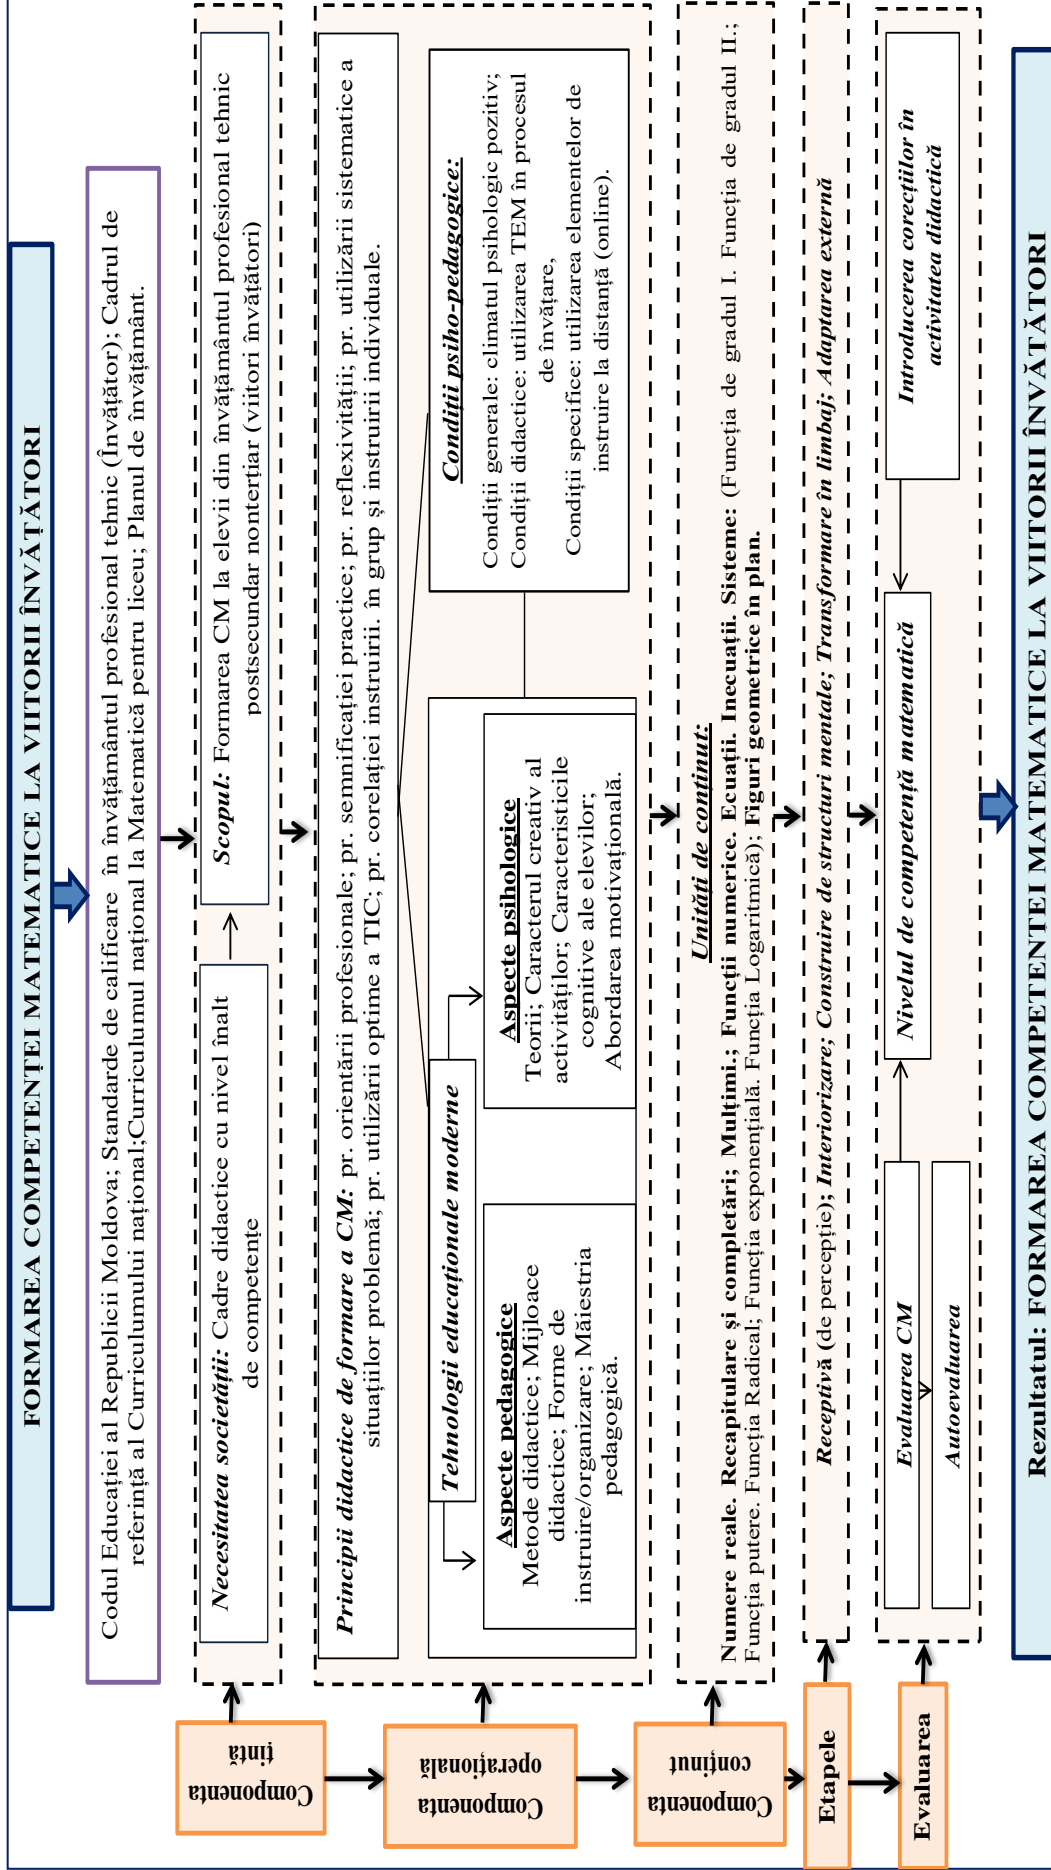 FORMAREA COMPETENȚEI MATEMATICE LA VIITORII ÎNVĂȚĂTORI
Codul Educației al Republicii Moldova; Standarde de calificare în învățământul profesional tehnic (Învățător); Cadrul de
referință al Curriculumului național;Curriculumul național la Matematică pentru liceu; Planul de învățământ.
Componenta
țintă
Necesitatea societății: Cadre didactice cu nivel înalt
de competențe
Scopul: Formarea CM la elevii din învățământul profesional tehnic
postsecundar nonterțiar (viitori învățători)
Componenta
operațională
Principii didactice de formare a CM: pr. orientării profesionale; pr. semnificației practice; pr. reflexivității; pr. utilizării sistematice a
situațiilor problemă; pr. utilizării optime a TIC; pr. corelației instruirii. în grup și instruirii individuale.
Tehnologii educaționale moderne
Aspecte pedagogice
Metode didactice; Mijloace
didactice; Forme de
instruire/organizare; Măiestria
pedagogică.
Aspecte psihologice
Teorii; Caracterul creativ al
activităților; Caracteristicile
cognitive ale elevilor;
Abordarea motivațională.
Condiții psiho-pedagogice:
Condiții generale: climatul psihologic pozitiv;
Condiții didactice: utilizarea TEM în procesul
de învățare,
Condiții specifice: utilizarea elementelor de
instruire la distanță (online).
Componenta
conținut
Unități de conținut:
Numere reale. Recapitulare și completări; Mulțimi.; Funcții numerice. Ecuații. Inecuații. Sisteme: (Funcția de gradul I. Funcția de gradul II.;
Funcția putere. Funcția Radical; Funcția exponențială. Funcția Logaritmică); Figuri geometrice în plan.
Etapele
Receptivă (de percepție); Interiorizare; Construire de structuri mentale; Transformare în limbaj; Adaptarea externă
Evaluarea
Evaluarea CM
Autoevaluarea
Nivelul de competență matematică
Introducerea corecțiilor în
activitatea didactică
Rezultatul: FORMAREA COMPETENȚEI MATEMATICE LA VIITORII ÎNVĂȚĂTORI